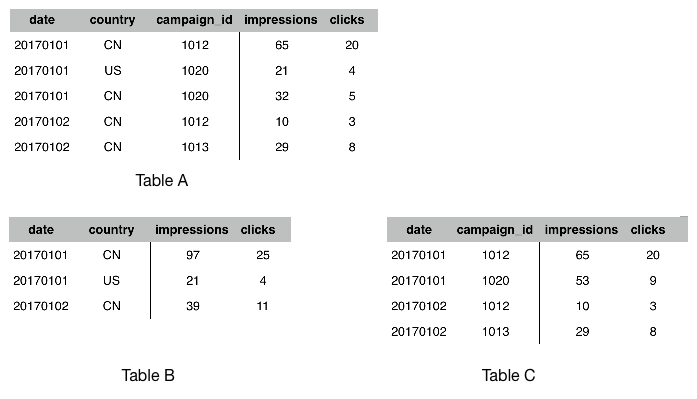 date country campaign_id impressions clicks
20170101 CN 1012 65 20
20170101 US 1020 21 4
20170101 CN 1020 32 5
20170102 CN 1012 10 3
20170102 CN 1013 29 8
Table A
date country impressions clicks
20170101 CN 97 25
20170101 US 21 4
20170102 CN 39 11
Table B
date campaign_id impressions clicks
20170101 1012 65 20
20170101 1020 53 9
20170102 1012 10 3
20170102 1013 29 8
Table C